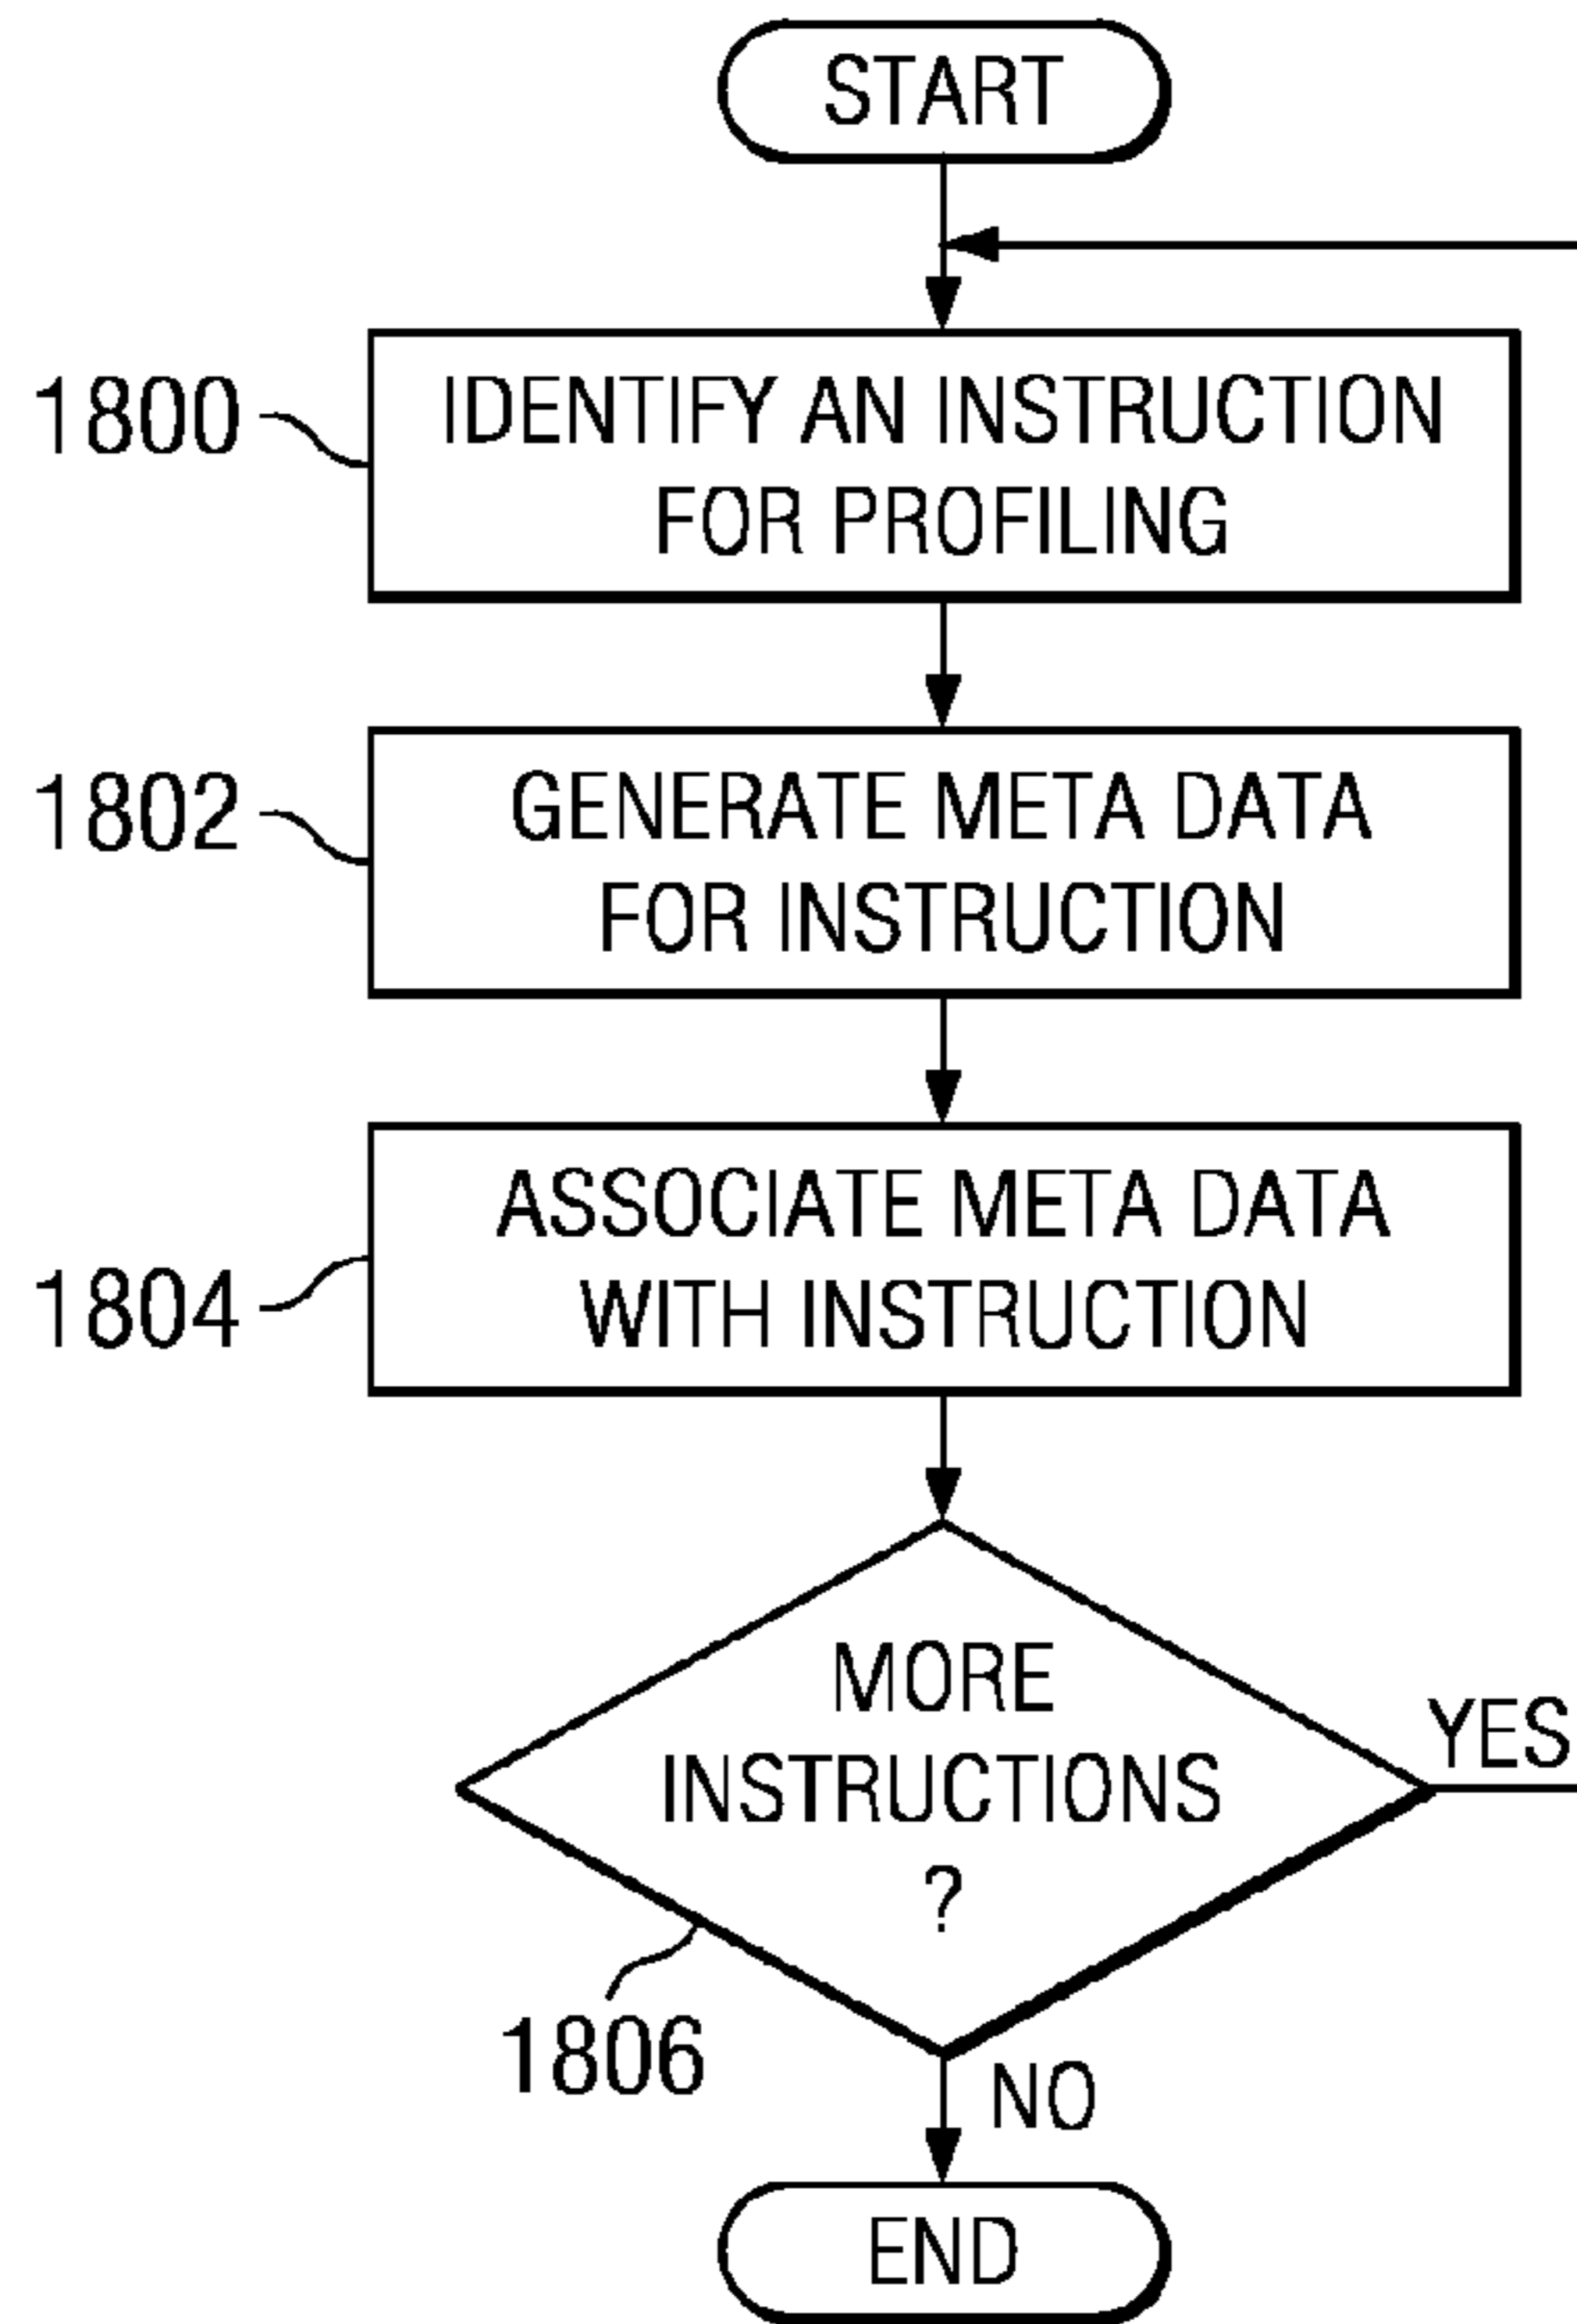 START
1800
IDENTIFY AN INSTRUCTION
FOR PROFILING
1802
GENERATE META DATA
FOR INSTRUCTION
1804
ASSOCIATE META DATA
WITH INSTRUCTION
MORE
INSTRUCTIONS
?
YES
1806
NO
END